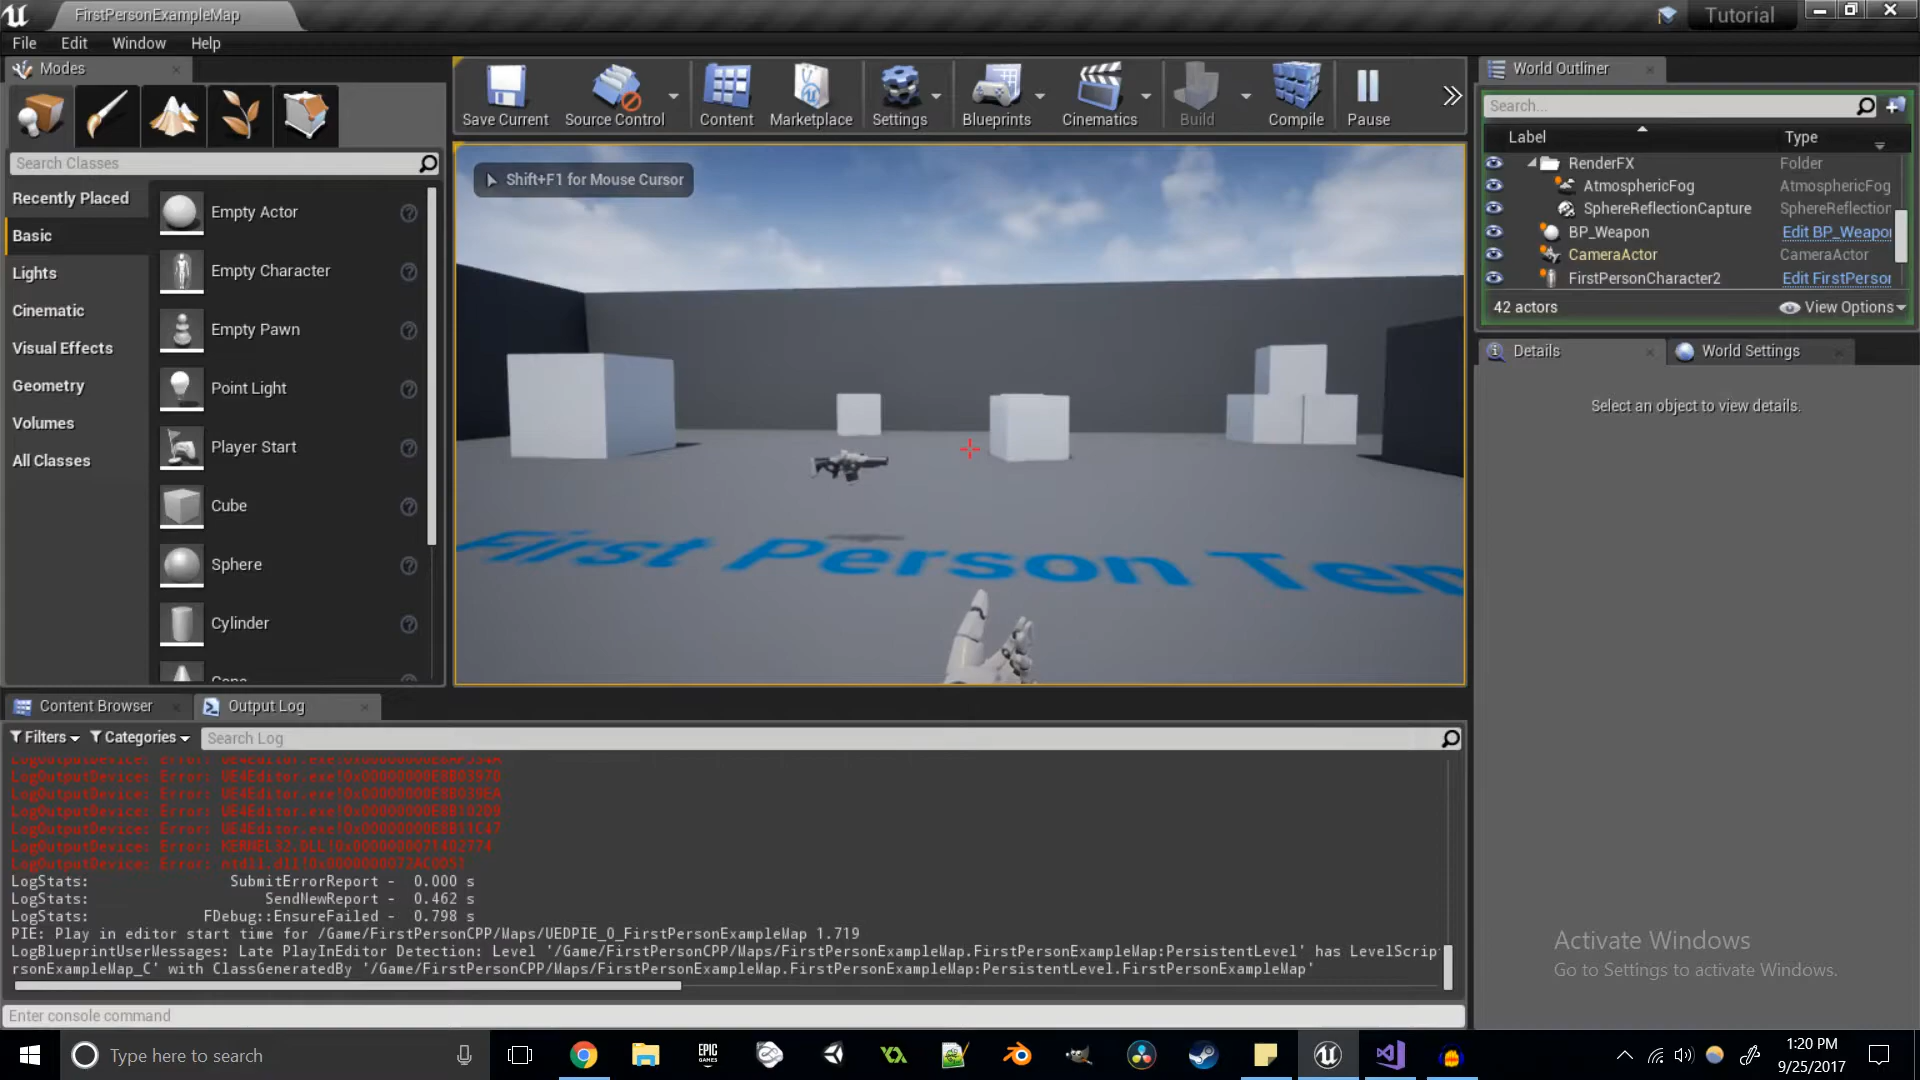 FirstPersonExampleMap
Tutorial
File Edit Window Help
Modes
Search Classes
Recently Placed
Basic
Lights
Cinematic
Visual Effects
Geometry
Volumes
All Classes
Empty Actor
Empty Character
Empty Pawn
Point Light
Player Start
Cube
Sphere
Cylinder
Cone
Save Current
Source Control
Content
Marketplace
Settings
Blueprints
Cinematics
Build
Compile
Pause
Shift+F1 for Mouse Cursor
First Person Tem
World Outliner
Search...
Label Type
RenderFX Folder
AtmosphericFog AtmosphericFog
SphereReflectionCapture SphereReflection
BP_Weapon Edit BP_Weapon
CameraActor CameraActor
FirstPersonCharacter2 Edit FirstPerson
42 actors View Options
Details World Settings
Select an object to view details.
Content Browser Output Log
Filters Categories Search Log
LogOutputDevice: Error: UE4Editor.exe!0x00000000E8B03970
LogOutputDevice: Error: UE4Editor.exe!0x00000000E8B039EA
LogOutputDevice: Error: UE4Editor.exe!0x00000000E8B102D9
LogOutputDevice: Error: UE4Editor.exe!0x00000000E8B11C47
LogOutputDevice: Error: KERNEL32.DLL!0x0000000071402774
LogOutputDevice: Error: ntdll.dll!0x0000000072AC0D51
LogStats: SubmitErrorReport - 0.000 s
LogStats: SendNewReport - 0.462 s
LogStats: FDebug::EnsureFailed - 0.798 s
PIE: Play in editor start time for /Game/FirstPersonCPP/Maps/UEDPIE_0_FirstPersonExampleMap 1.719
LogBlueprintUserMessages: Late PlayInEditor Detection: Level '/Game/FirstPersonCPP/Maps/FirstPersonExampleMap.FirstPersonExampleMap:PersistentLevel' has LevelScrip
rsonExampleMap_C' with ClassGeneratedBy '/Game/FirstPersonCPP/Maps/FirstPersonExampleMap.FirstPersonExampleMap:PersistentLevel.FirstPersonExampleMap'
Enter console command
Activate Windows
Go to Settings to activate Windows.
Type here to search
EPIC GAMES
1:20 PM
9/25/2017